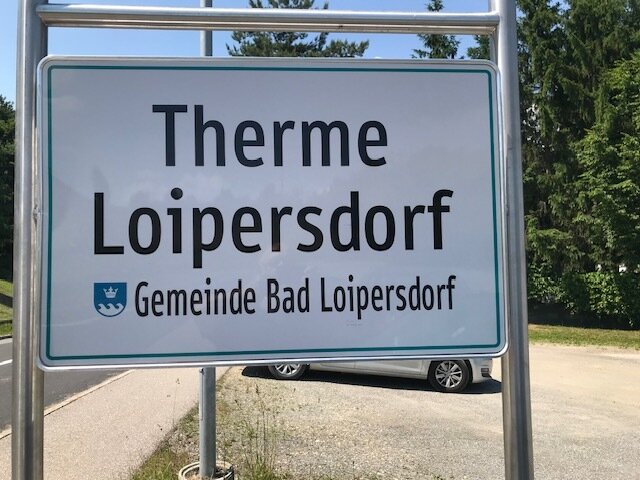 Therme
Loipersdorf
Gemeinde Bad Loipersdorf